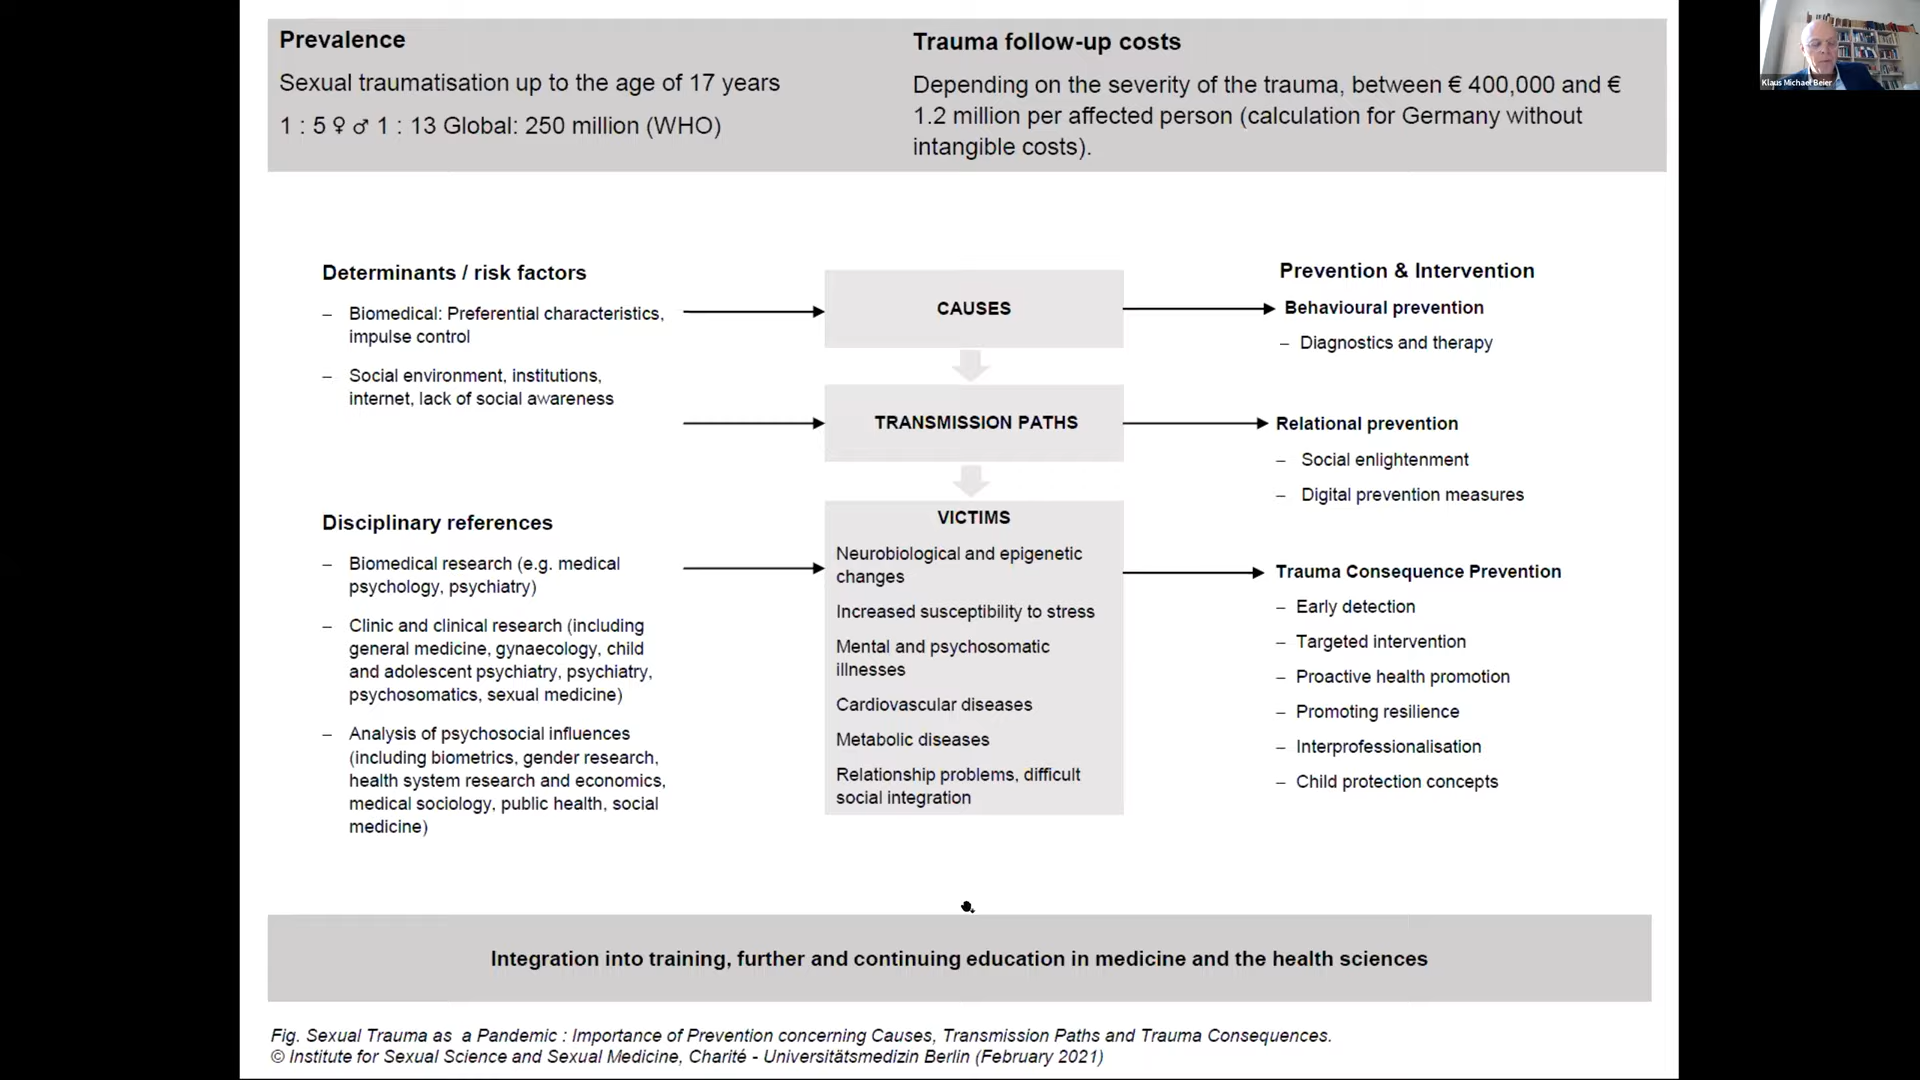 Prevalence
Sexual traumatisation up to the age of 17 years
1 : 5 ♀ ♂ 1 : 13 Global: 250 million (WHO)
Trauma follow-up costs
Depending on the severity of the trauma, between € 400,000 and €
1.2 million per affected person (calculation for Germany without
intangible costs).
Klaus Michael Beier
Determinants / risk factors
– Biomedical: Preferential characteristics,
impulse control
– Social environment, institutions,
internet, lack of social awareness
Disciplinary references
– Biomedical research (e.g. medical
psychology, psychiatry)
– Clinic and clinical research (including
general medicine, gynaecology, child
and adolescent psychiatry, psychiatry,
psychosomatics, sexual medicine)
– Analysis of psychosocial influences
(including biometrics, gender research,
health system research and economics,
medical sociology, public health, social
medicine)
CAUSES
TRANSMISSION PATHS
VICTIMS
Neurobiological and epigenetic
changes
Increased susceptibility to stress
Mental and psychosomatic
illnesses
Cardiovascular diseases
Metabolic diseases
Relationship problems, difficult
social integration
Prevention & Intervention
Behavioural prevention
– Diagnostics and therapy
Relational prevention
– Social enlightenment
– Digital prevention measures
Trauma Consequence Prevention
– Early detection
– Targeted intervention
– Proactive health promotion
– Promoting resilience
– Interprofessionalisation
– Child protection concepts
Integration into training, further and continuing education in medicine and the health sciences
Fig. Sexual Trauma as a Pandemic : Importance of Prevention concerning Causes, Transmission Paths and Trauma Consequences.
© Institute for Sexual Science and Sexual Medicine, Charité - Universitätsmedizin Berlin (February 2021)